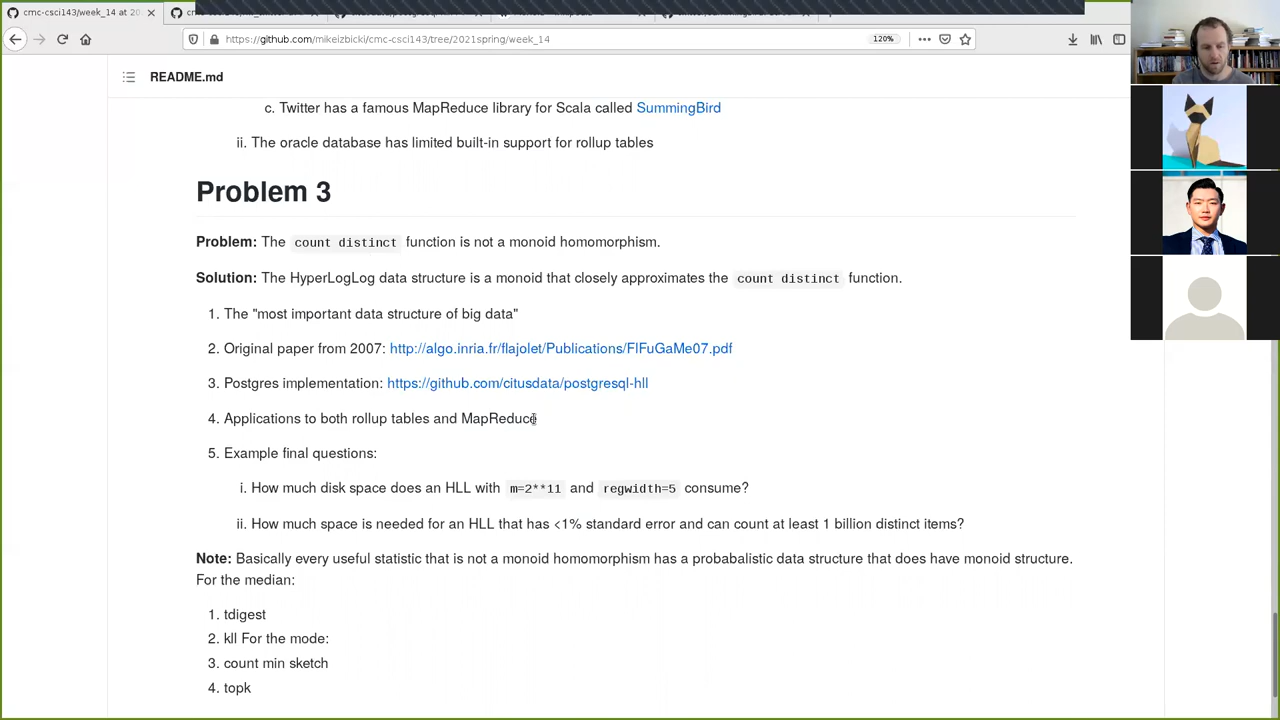 cmc-csci143/week_14 at 20
https://github.com/mikeizbicki/cmc-csci143/tree/2021spring/week_14
120%
README.md
c. Twitter has a famous MapReduce library for Scala called SummingBird
ii. The oracle database has limited built-in support for rollup tables
Problem 3
Problem: The count distinct function is not a monoid homomorphism.
Solution: The HyperLogLog data structure is a monoid that closely approximates the count distinct function.
1. The "most important data structure of big data"
2. Original paper from 2007: http://algo.inria.fr/flajolet/Publications/FlFuGaMe07.pdf
3. Postgres implementation: https://github.com/citusdata/postgresql-hll
4. Applications to both rollup tables and MapReduce
5. Example final questions:
i. How much disk space does an HLL with m=2**11 and regwidth=5 consume?
ii. How much space is needed for an HLL that has <1% standard error and can count at least 1 billion distinct items?
Note: Basically every useful statistic that is not a monoid homomorphism has a probabalistic data structure that does have monoid structure.
For the median:
1. tdigest
2. kll For the mode:
3. count min sketch
4. topk